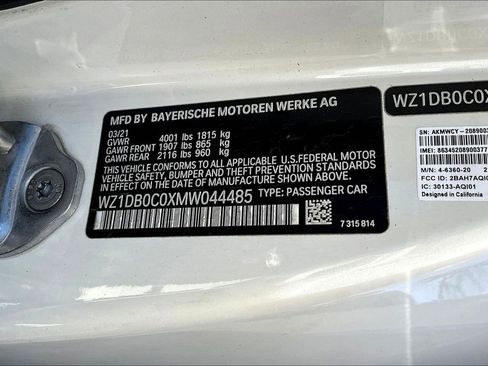 MFD BY BAYERISCHE MOTOREN WERKE AG
03/21
GVWR 4001 lbs 1815 kg
GAWR FRONT 1907 lbs 865 kg
GAWR REAR 2116 lbs 960 kg
THIS VEHICLE CONFORMS TO ALL APPLICABLE U.S.FEDERAL MOTOR
VEHICLE SAFETY, BUMPER AND THEFT PREVENTION STANDARDS IN
EFFECT ON THE DATE OF MANUFACTURE SHOWN ABOVE.
WZ1DB0C0XMW044485 TYPE: PASSENGER CAR
7 315 814
WZ1DB0C0X
SN: AKMWCY-208900
IMEI: 86345220890037
M/N: 4-6360-20
FCC ID: 2BAH7AQI
IC: 30133-AQI01
Designed in California